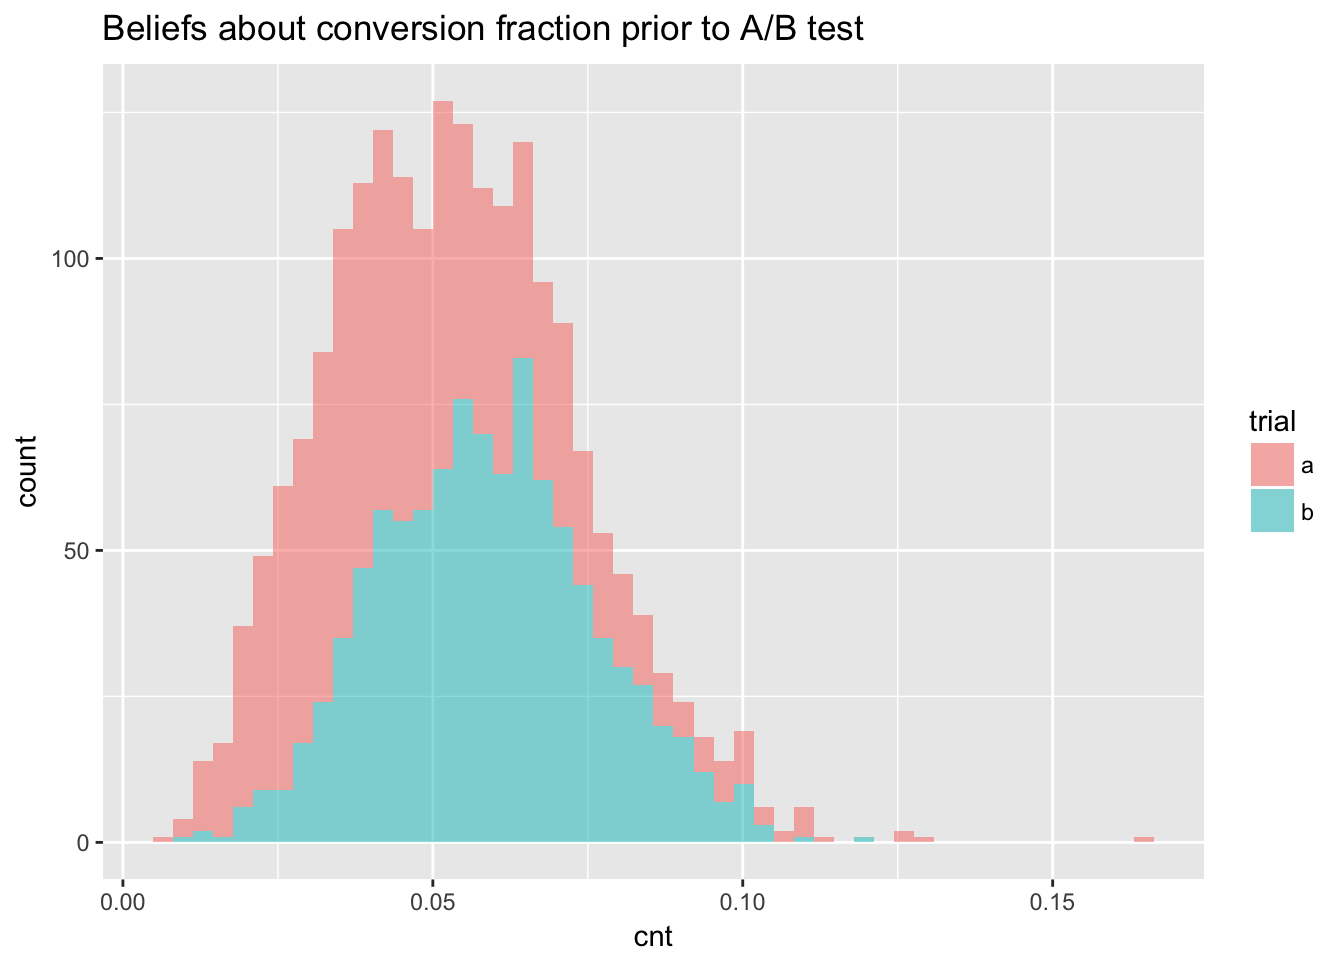 Beliefs about conversion fraction prior to A/B test
count
100
50
0
0.00 0.05 0.10 0.15
cnt
trial
a
b